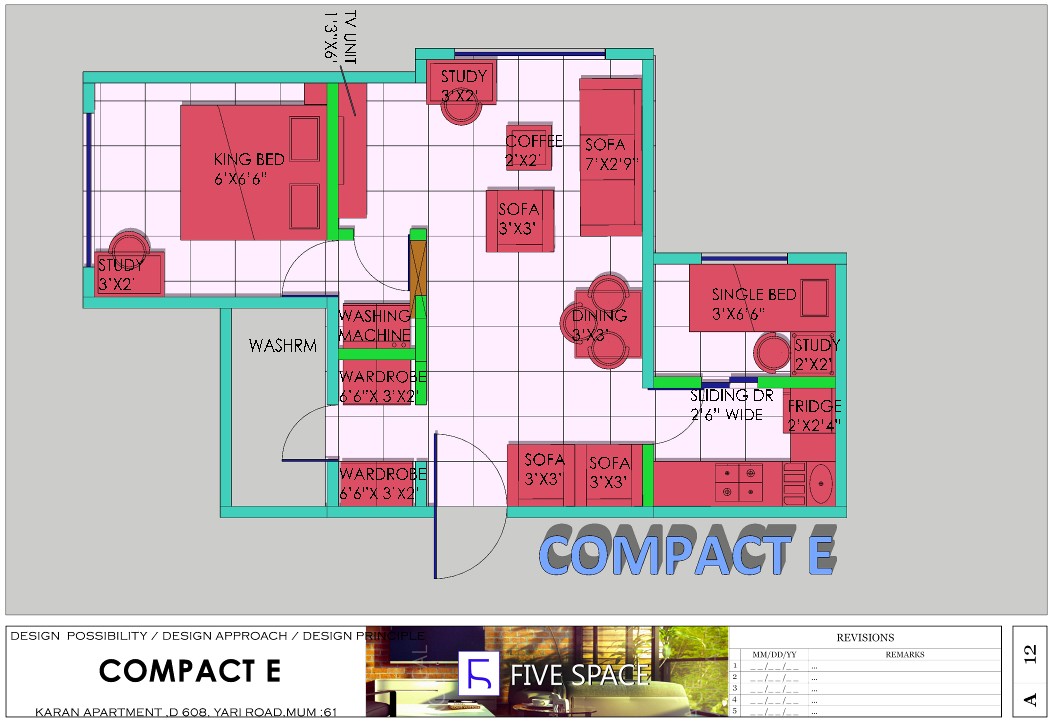 TV UNIT
1'3"X6'
STUDY
3'X2'
COFFEE
2'X2'
SOFA
7'X2'9"
KING BED
6'X6'6"
SOFA
3'X3'
STUDY
3'X2'
SINGLE BED
3'X6'6"
WASHING
MACHINE
DINING
3'X3'
WASHRM
STUDY
2'X2'
WARDROBE
6'6"X 3'X2'
SLIDING DR
2'6" WIDE
FRIDGE
2'X2'4"
WARDROBE
6'6"X 3'X2'
SOFA
3'X3'
SOFA
3'X3'
COMPACT E
DESIGN POSSIBILITY / DESIGN APPROACH / DESIGN PRINCIPLE
COMPACT E
KARAN APARTMENT ,D 608, YARI ROAD,MUM :61
FIVE SPACE
REVISIONS
MM/DD/YY REMARKS
1 __/__/__ ...
2 __/__/__ ...
3 __/__/__ ...
4 __/__/__ ...
5 __/__/__ ...
12
A